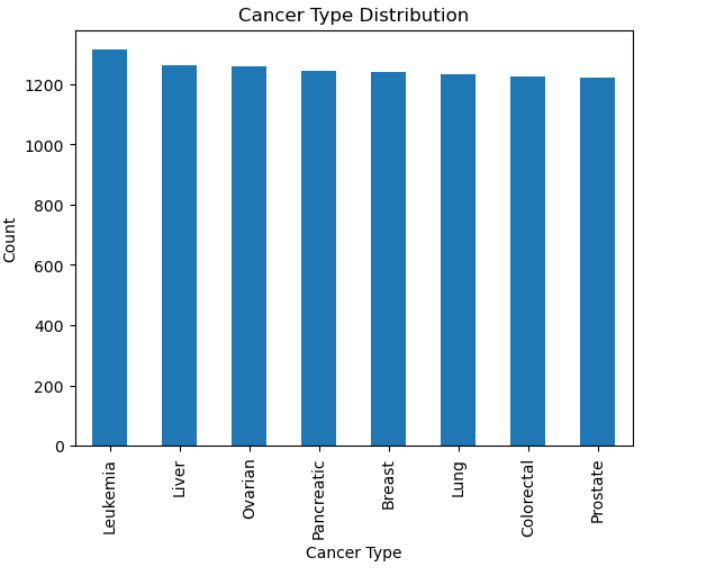 Cancer Type Distribution
1200
1000
800
600
400
200
0
Count
Leukemia
Liver
Ovarian
Pancreatic
Breast
Lung
Colorectal
Prostate
Cancer Type